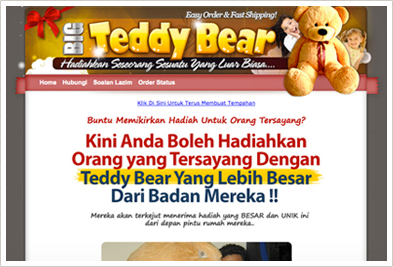 Easy Order & Fast Shipping!
BIG Teddy Bear
Hadiahkan Seseorang Sesuatu Yang Luar Biasa....
Home Hubungi Soalan Lazim Order Status
Klik Di Sini Untuk Terus Membuat Tempahan
Buntu Memikirkan Hadiah Untuk Orang Tersayang?
Kini Anda Boleh Hadiahkan
Orang yang Tersayang Dengan
Teddy Bear Yang Lebih Besar
Dari Badan Mereka !!
Mereka akan terkejut menerima hadiah yang BESAR dan UNIK ini
dari depan pintu rumah mereka..